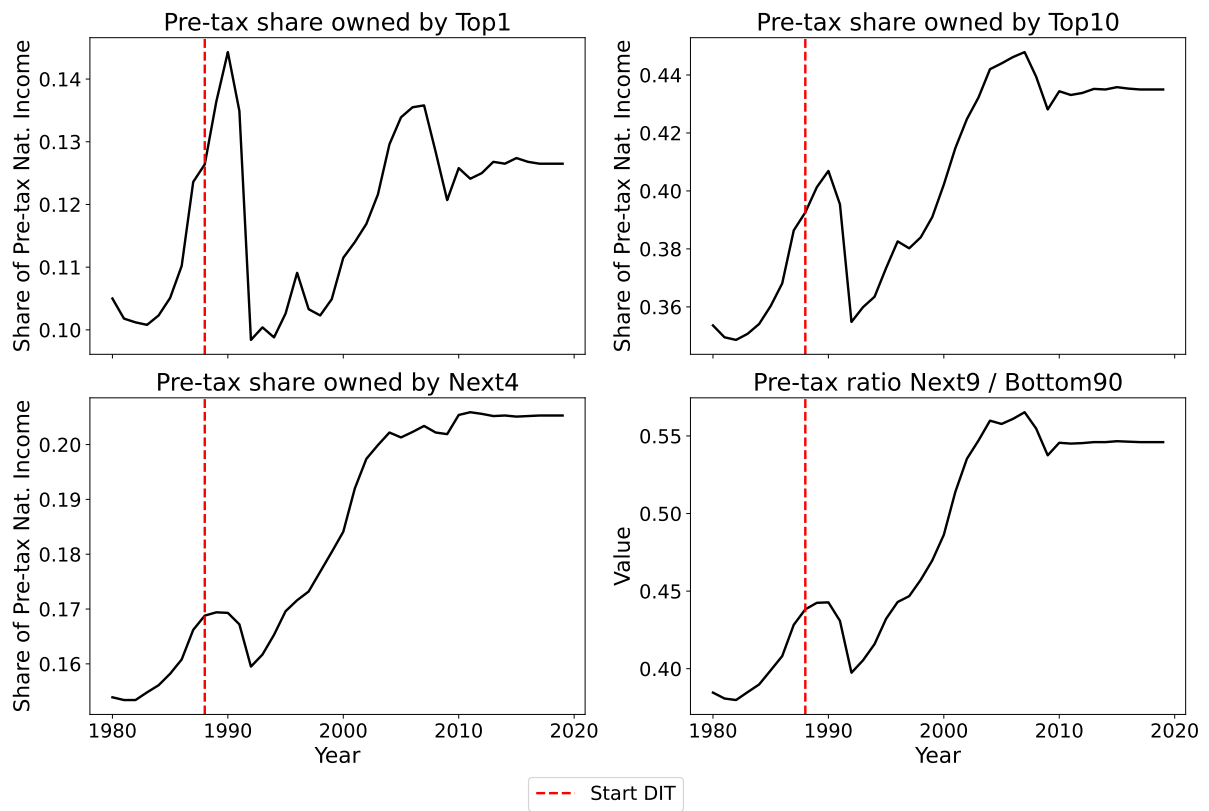 Pre-tax share owned by Top1
Share of Pre-tax Nat. Income
0.14
0.13
0.12
0.11
0.10
Pre-tax share owned by Top10
Share of Pre-tax Nat. Income
0.44
0.42
0.40
0.38
0.36
Pre-tax share owned by Next4
Share of Pre-tax Nat. Income
0.20
0.19
0.18
0.17
0.16
1980 1990 2000 2010 2020
Year
Pre-tax ratio Next9 / Bottom90
Value
0.55
0.50
0.45
0.40
1980 1990 2000 2010 2020
Year
Start DIT